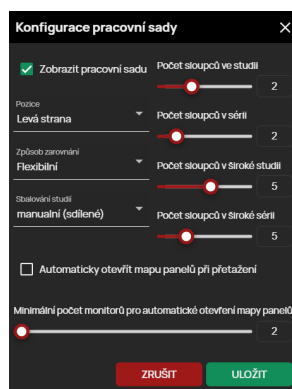 Konfigurace pracovní sady
Zobrazit pracovní sadu
Počet sloupců ve studii
2
Pozice
Levá strana
Počet sloupců v sérii
2
Způsob zarovnání
Flexibilní
Počet sloupců v široké studii
5
Sbalování studií
manualní (sdílené)
Počet sloupců v široké sérii
5
Automaticky otevřít mapu panelů při přetažení
Minimální počet monitorů pro automatické otevření mapy panelů
2
ZRUŠIT
ULOŽIT